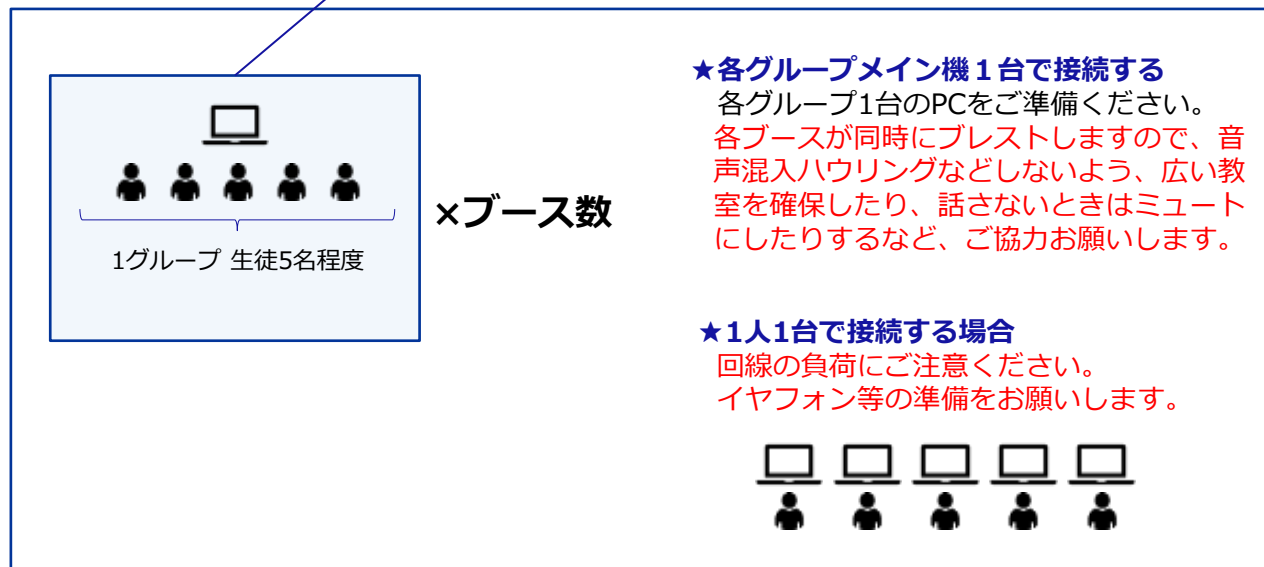 1グループ 生徒5名程度
×ブース数
★各グループメイン機１台で接続する
各グループ1台のPCをご準備ください。
各ブースが同時にブレストしますので、音
声混入ハウリングなどしないよう、広い教
室を確保したり、話さないときはミュート
にしたりするなど、ご協力お願いします。
★1人1台で接続する場合
回線の負荷にご注意ください。
イヤフォン等の準備をお願いします。